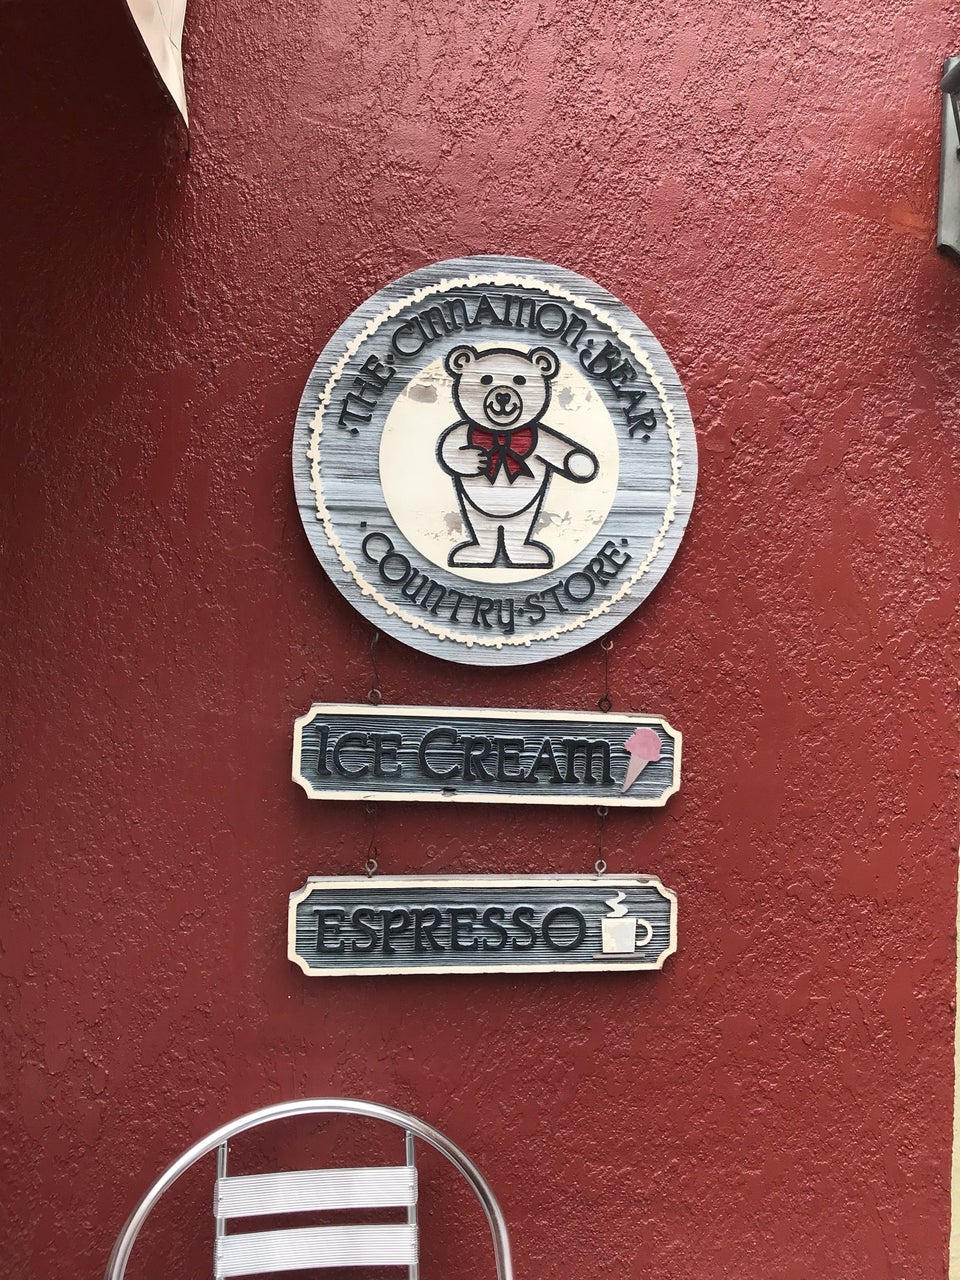 ·THE·CINNAMON·BEAR·
·COUNTRY·STORE·
ICE CREAM
ESPRESSO